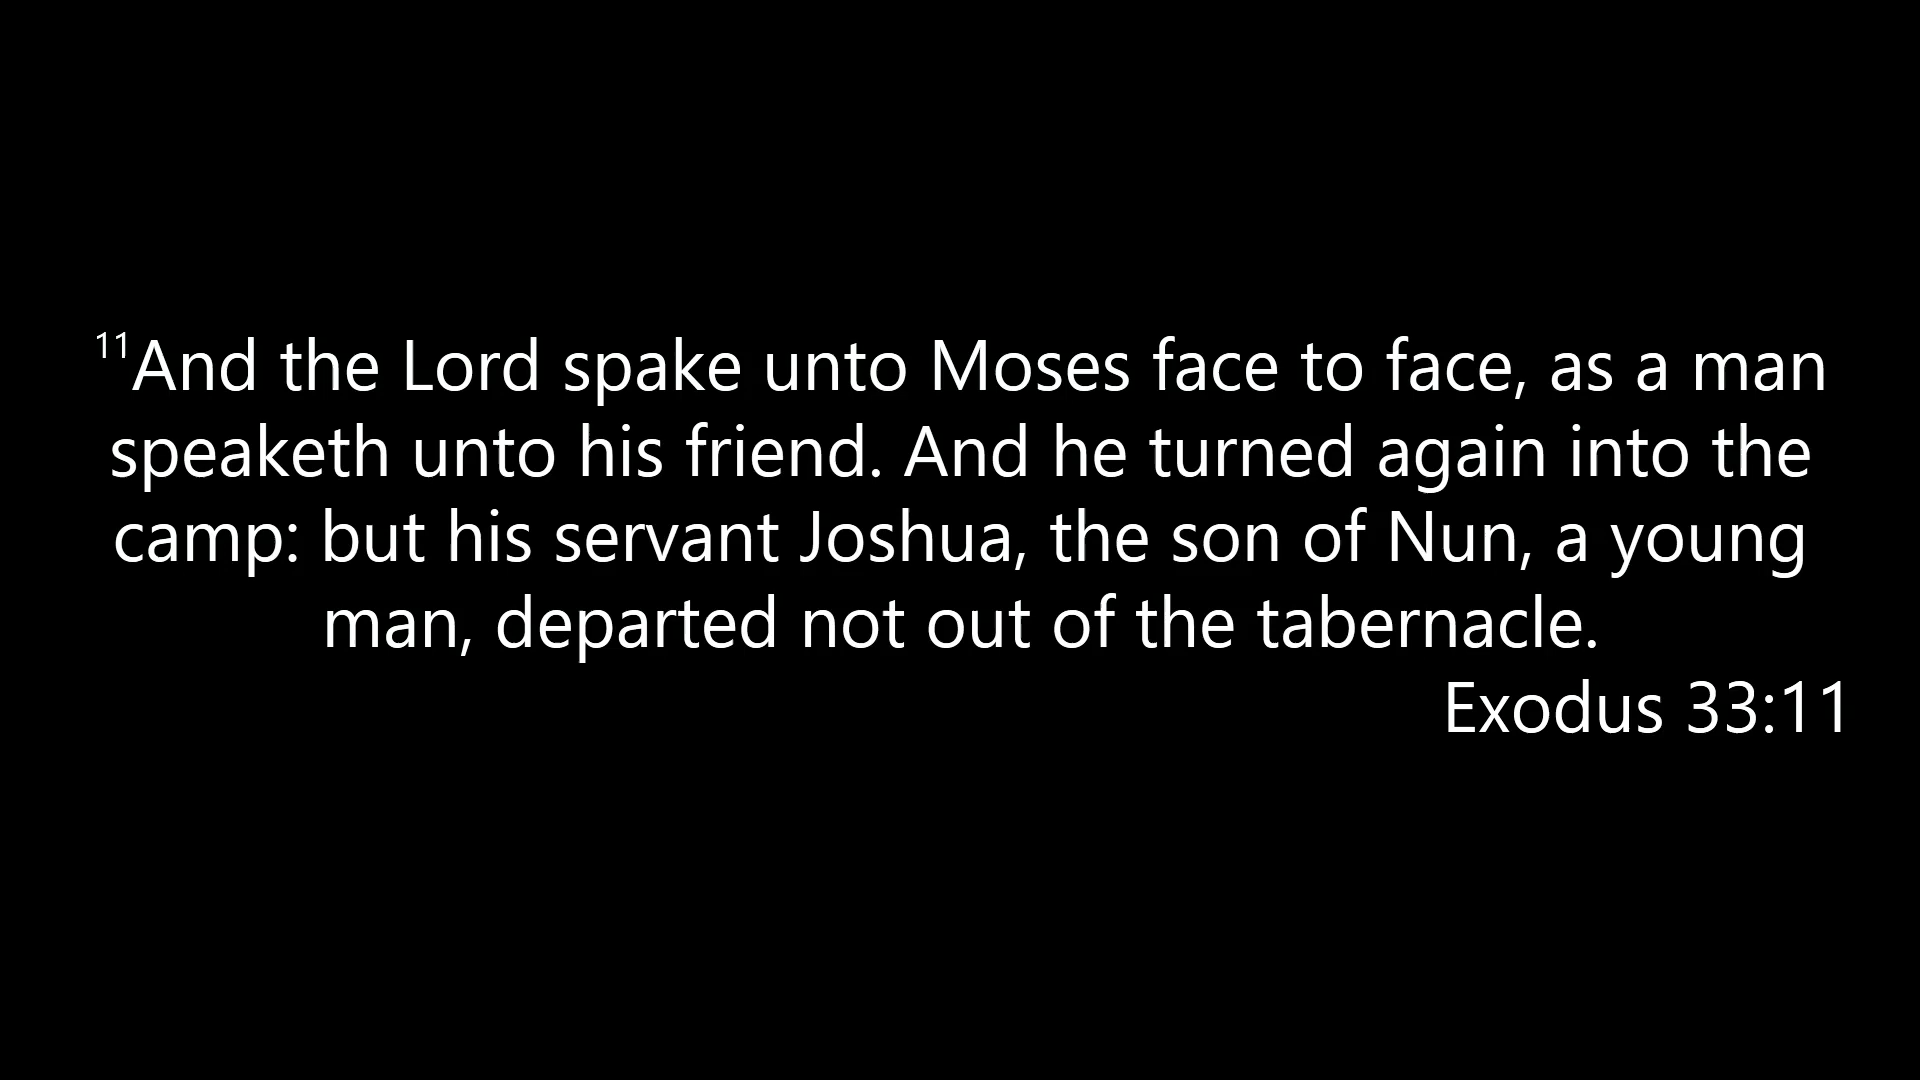 ¹¹And the Lord spake unto Moses face to face, as a man
speaketh unto his friend. And he turned again into the
camp: but his servant Joshua, the son of Nun, a young
man, departed not out of the tabernacle.
Exodus 33:11